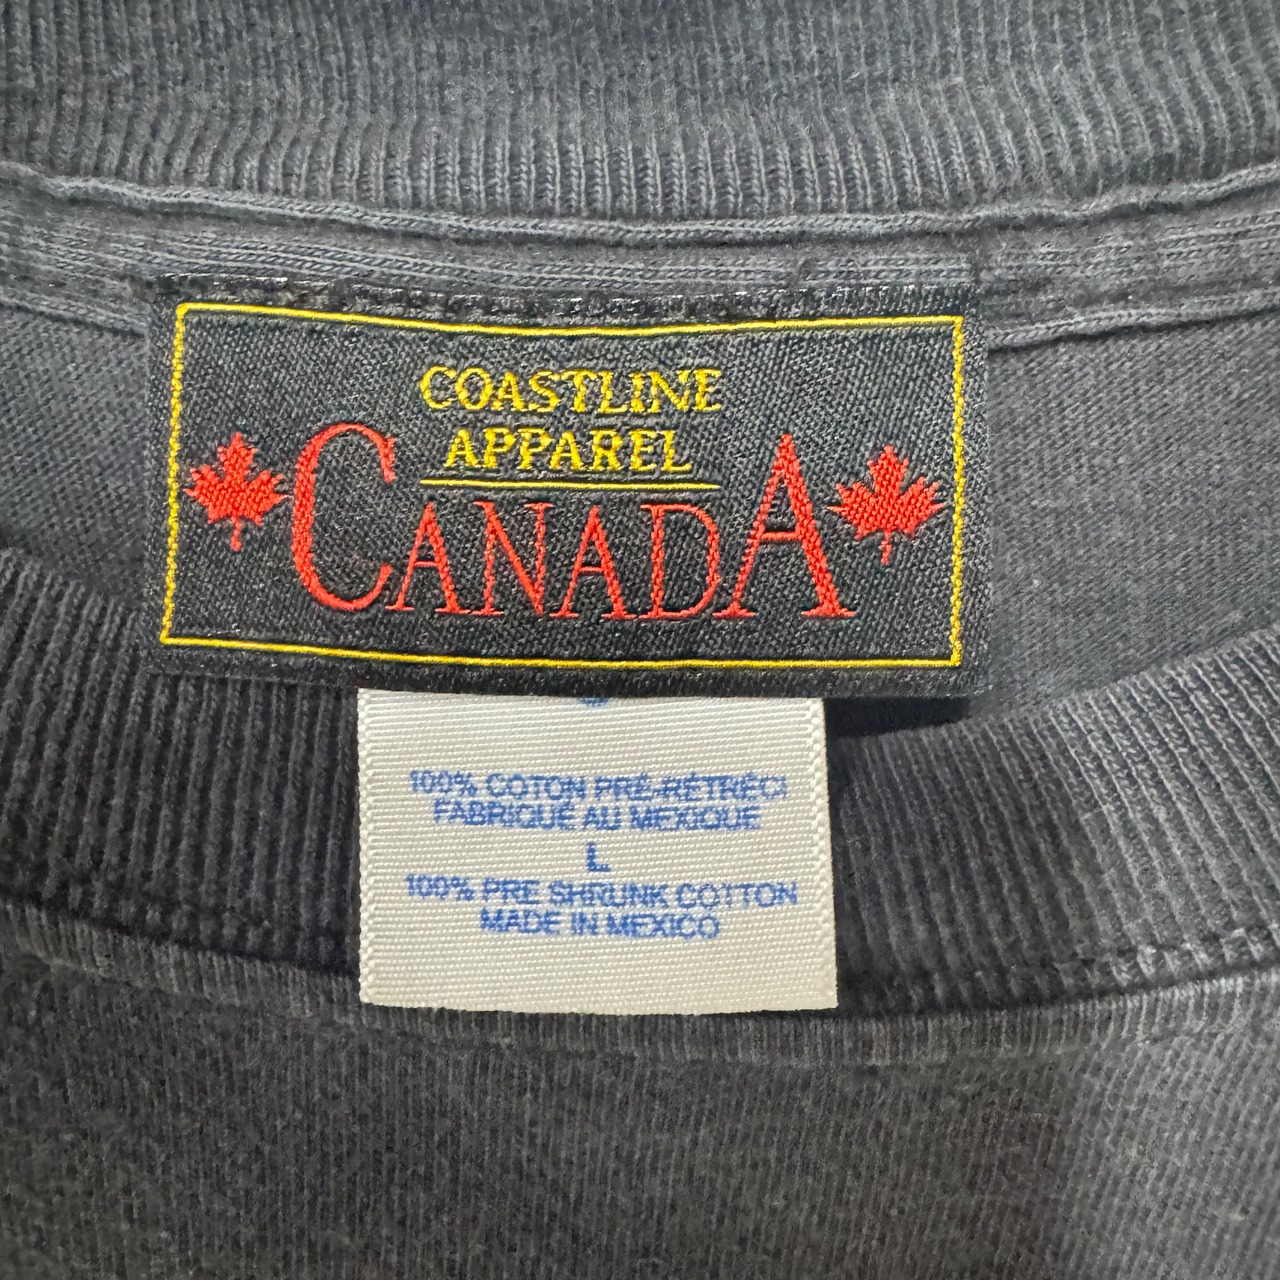 COASTLINE
APPAREL
CANADA
100% COTON PRÉ-RÉTRÉCI
FABRIQUÉ AU MEXIQUE
L
100% PRE SHRUNK COTTON
MADE IN MEXICO